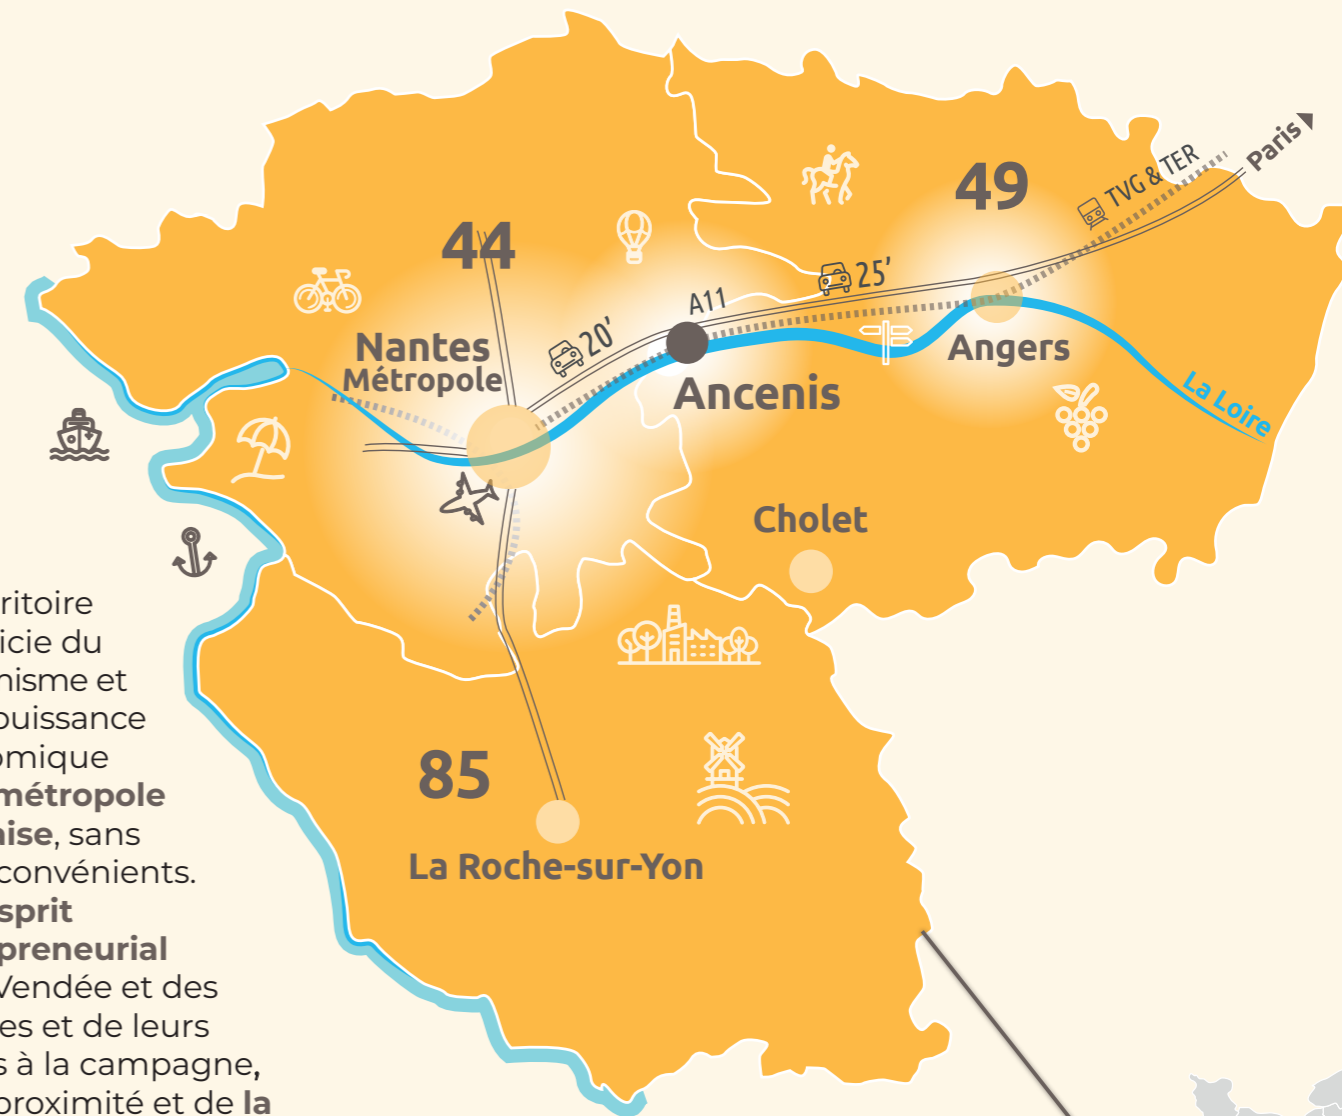 49
Paris
TVG & TER
44
25'
A11
20'
Nantes
Métropole
Angers
Ancenis
La Loire
Cholet
85
La Roche-sur-Yon
ritoire
icie du
nisme et
puissance
omique
métropole
aise, sans
convénients.
sprit
preneurial
Vendée et des
es et de leurs
s à la campagne,
proximité et de la